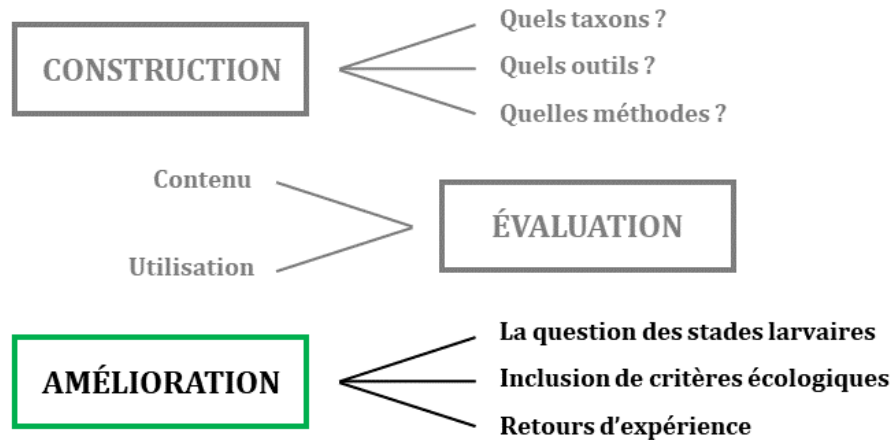 CONSTRUCTION
Quels taxons ?
Quels outils ?
Quelles méthodes ?
Contenu
Utilisation
ÉVALUATION
AMÉLIORATION
La question des stades larvaires
Inclusion de critères écologiques
Retours d’expérience